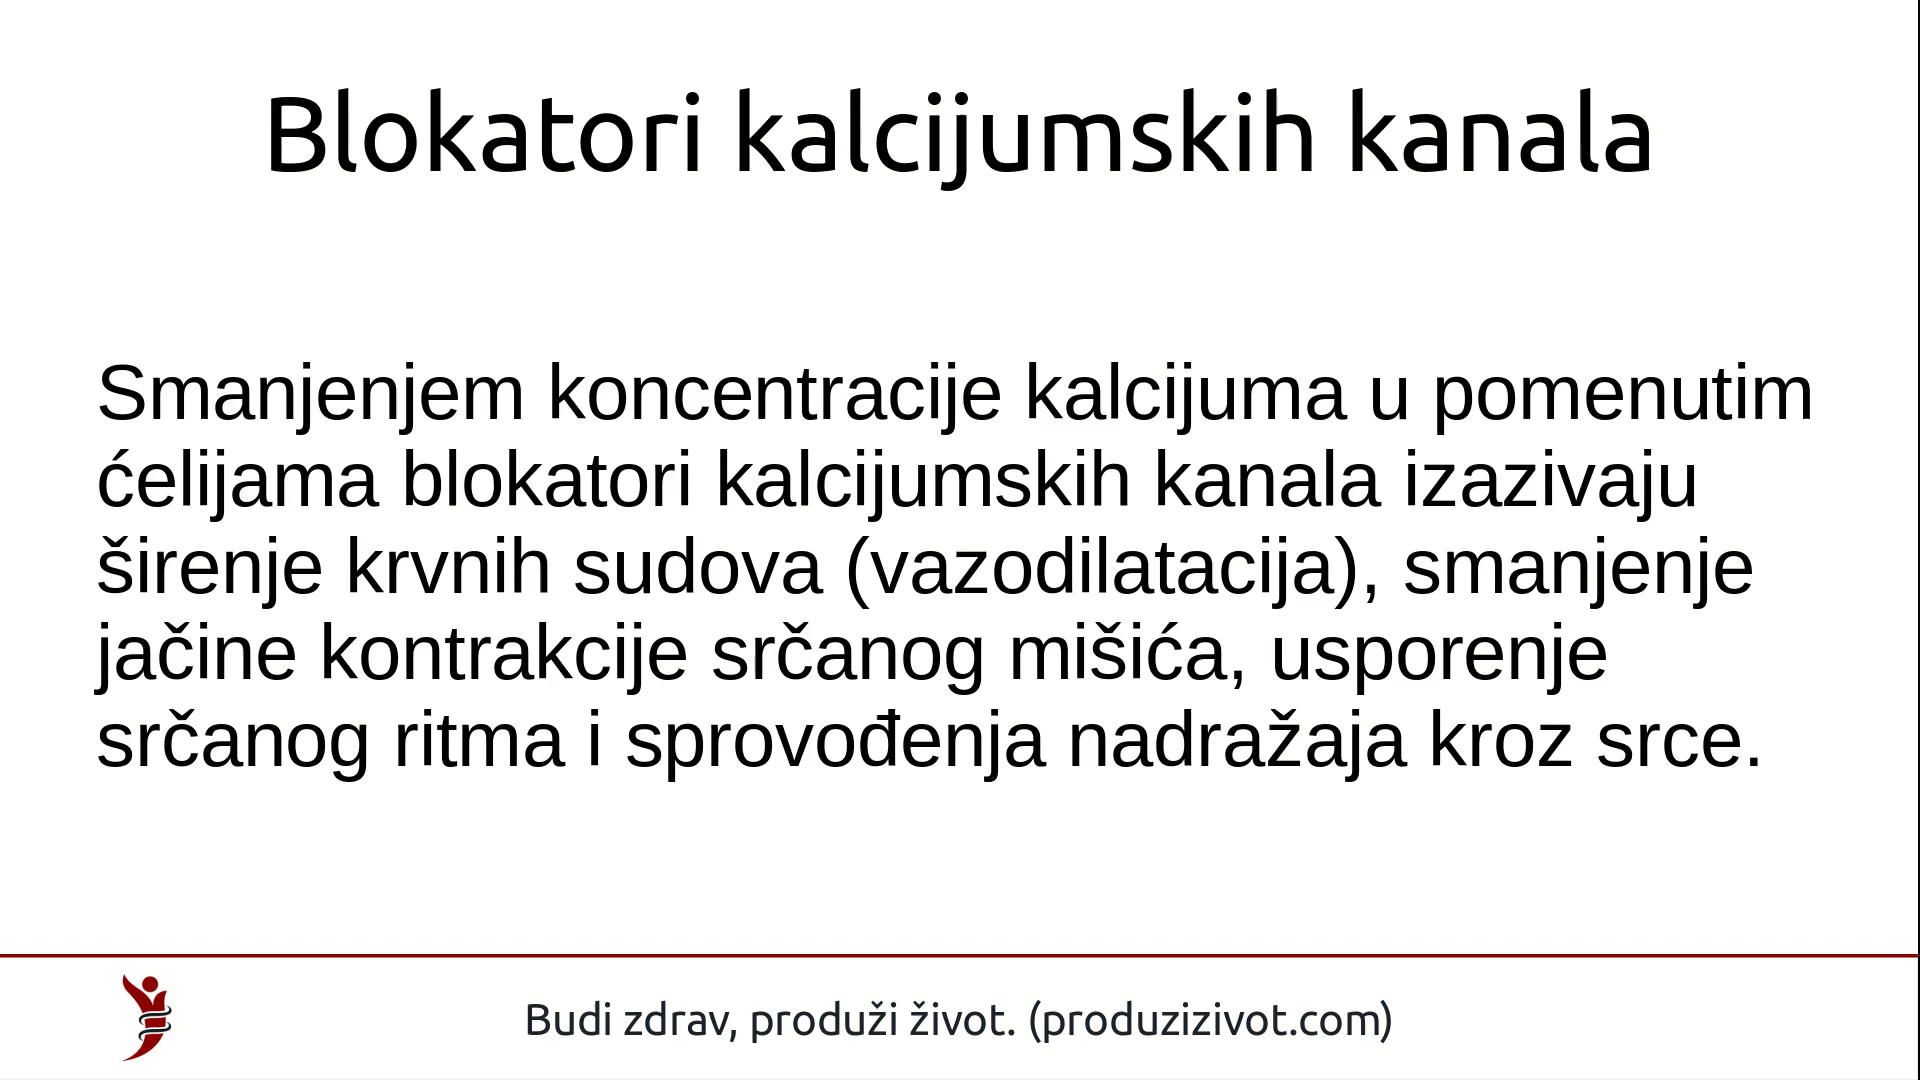 Blokatori kalcijumskih kanala
Smanjenjem koncentracije kalcijuma u pomenutim
ćelijama blokatori kalcijumskih kanala izazivaju
širenje krvnih sudova (vazodilatacija), smanjenje
jačine kontrakcije srčanog mišića, usporenje
srčanog ritma i sprovođenja nadražaja kroz srce.
Budi zdrav, produži život. (produzizivot.com)